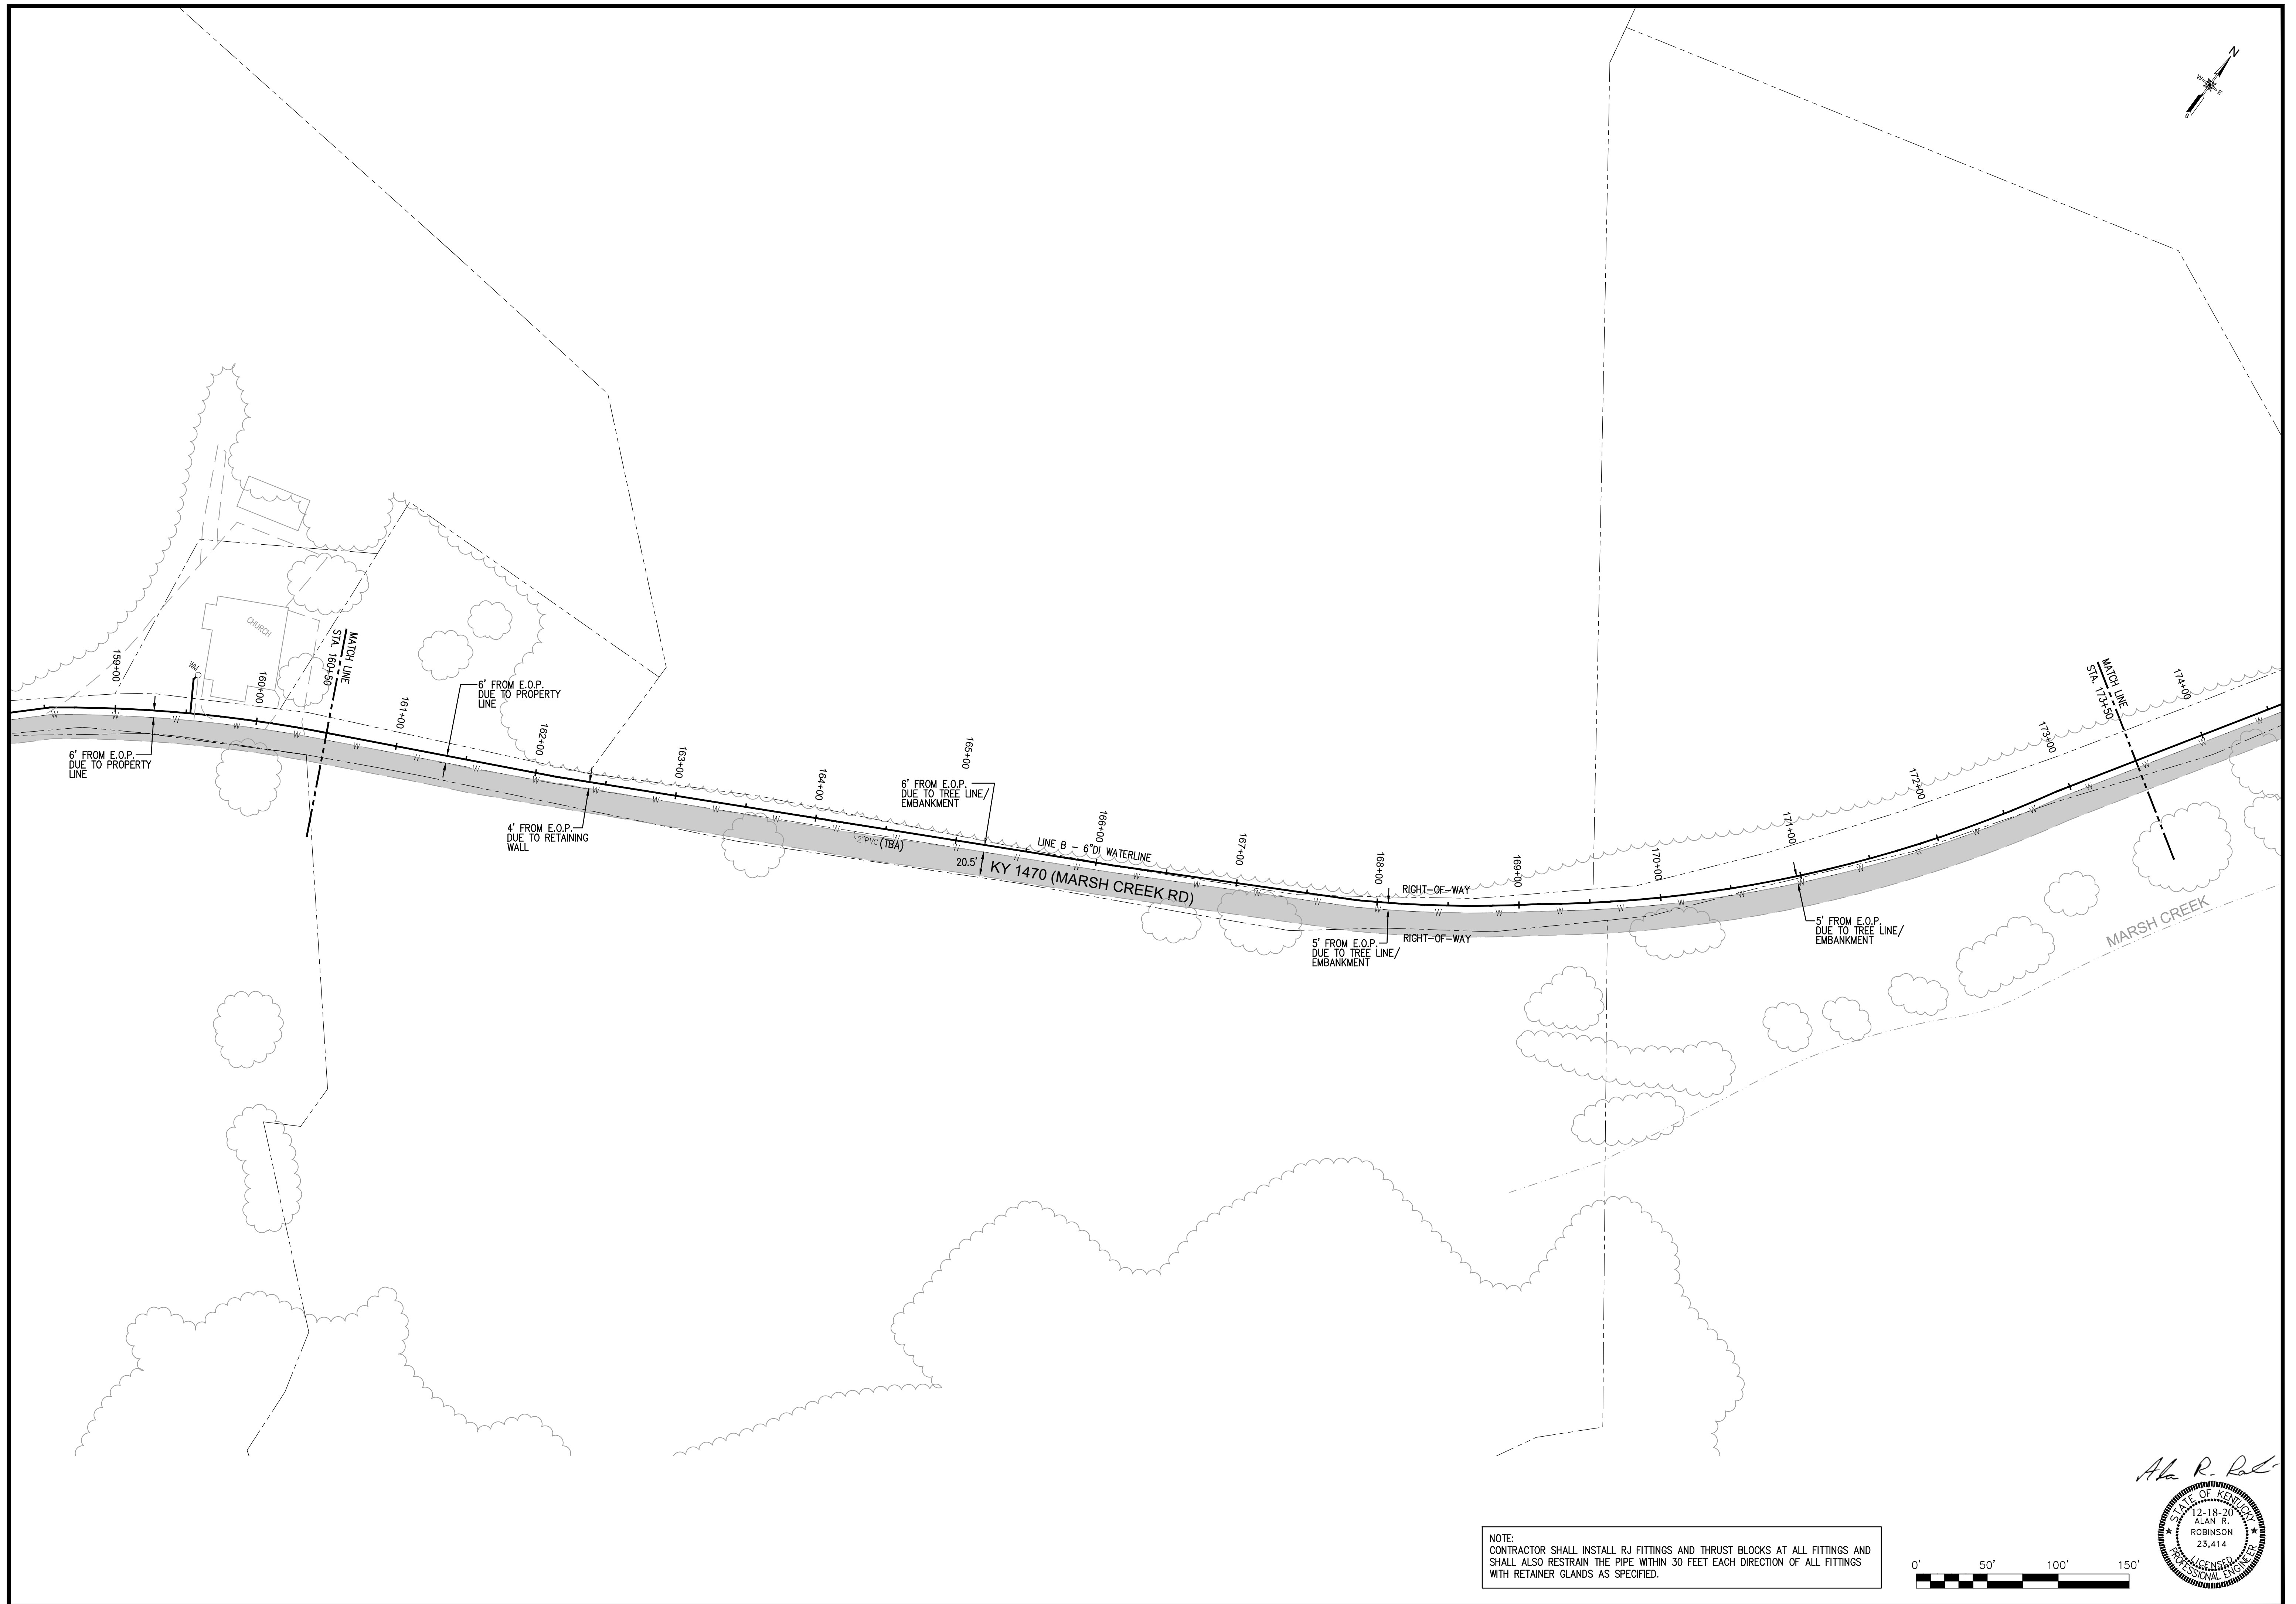 N
W
E
S
CHURCH
WM
MATCH LINE
STA. 160+50
159+00
160+00
161+00
162+00
163+00
164+00
165+00
166+00
167+00
168+00
169+00
170+00
171+00
172+00
173+00
174+00
MATCH LINE
STA. 173+50
6' FROM E.O.P.
DUE TO PROPERTY
LINE
6' FROM E.O.P.
DUE TO PROPERTY
LINE
4' FROM E.O.P.
DUE TO RETAINING
WALL
2"PVC (TBA)
6' FROM E.O.P.
DUE TO TREE LINE/
EMBANKMENT
20.5'
LINE B - 6"DI WATERLINE
KY 1470 (MARSH CREEK RD)
RIGHT-OF-WAY
RIGHT-OF-WAY
5' FROM E.O.P.
DUE TO TREE LINE/
EMBANKMENT
5' FROM E.O.P.
DUE TO TREE LINE/
EMBANKMENT
MARSH CREEK
NOTE:
CONTRACTOR SHALL INSTALL RJ FITTINGS AND THRUST BLOCKS AT ALL FITTINGS AND
SHALL ALSO RESTRAIN THE PIPE WITHIN 30 FEET EACH DIRECTION OF ALL FITTINGS
WITH RETAINER GLANDS AS SPECIFIED.
0' 50' 100' 150'
STATE OF KENTUCKY
12-18-20
ALAN R.
ROBINSON
23,414
LICENSED
PROFESSIONAL ENGINEER